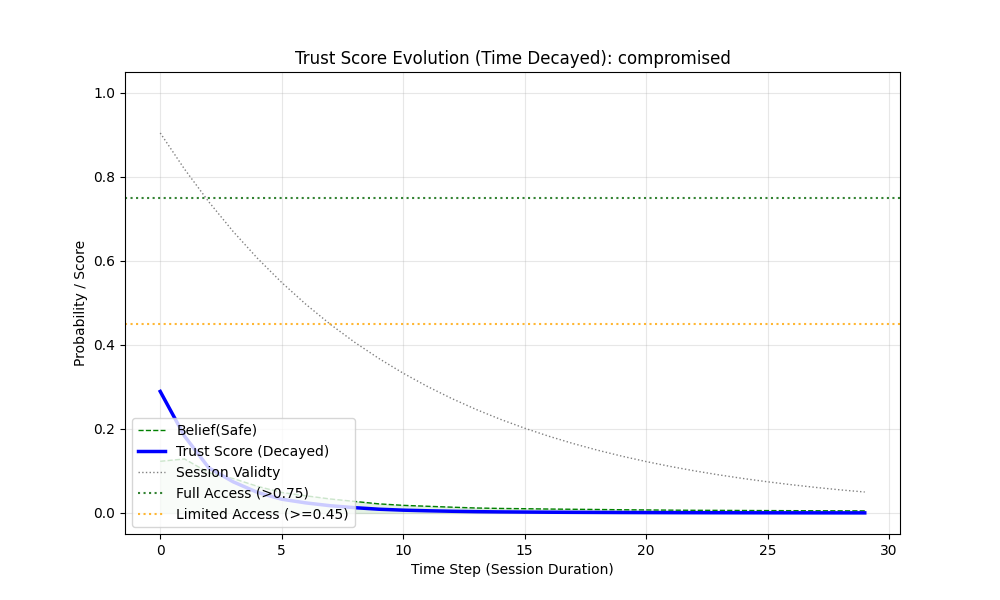 Trust Score Evolution (Time Decayed): compromised
Probability / Score
1.0
0.8
0.6
0.4
0.2
0.0
Belief(Safe)
Trust Score (Decayed)
Session Validty
Full Access (>0.75)
Limited Access (>=0.45)
0 5 10 15 20 25 30
Time Step (Session Duration)